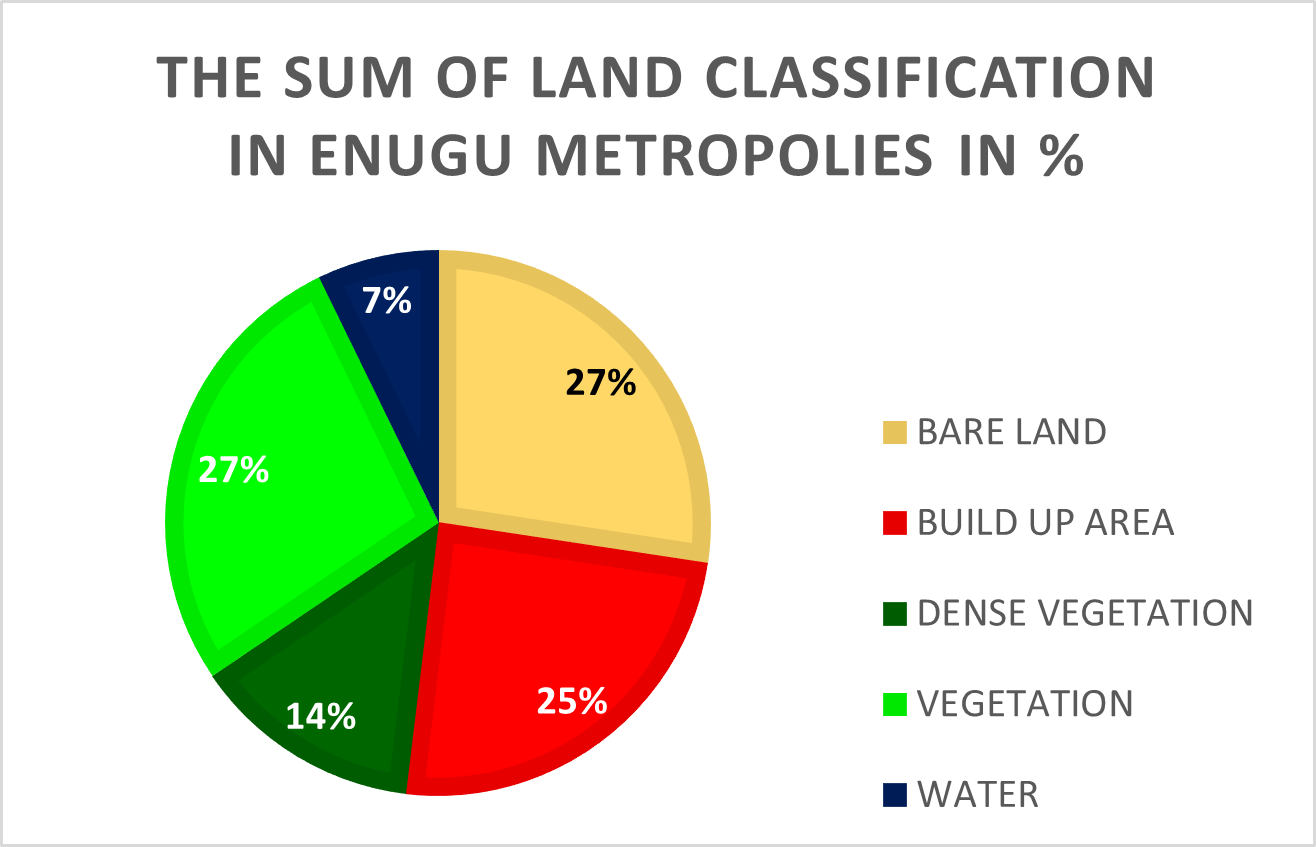 THE SUM OF LAND CLASSIFICATION
IN ENUGU METROPOLIES IN %
7%
27%
27%
25%
14%
BARE LAND
BUILD UP AREA
DENSE VEGETATION
VEGETATION
WATER